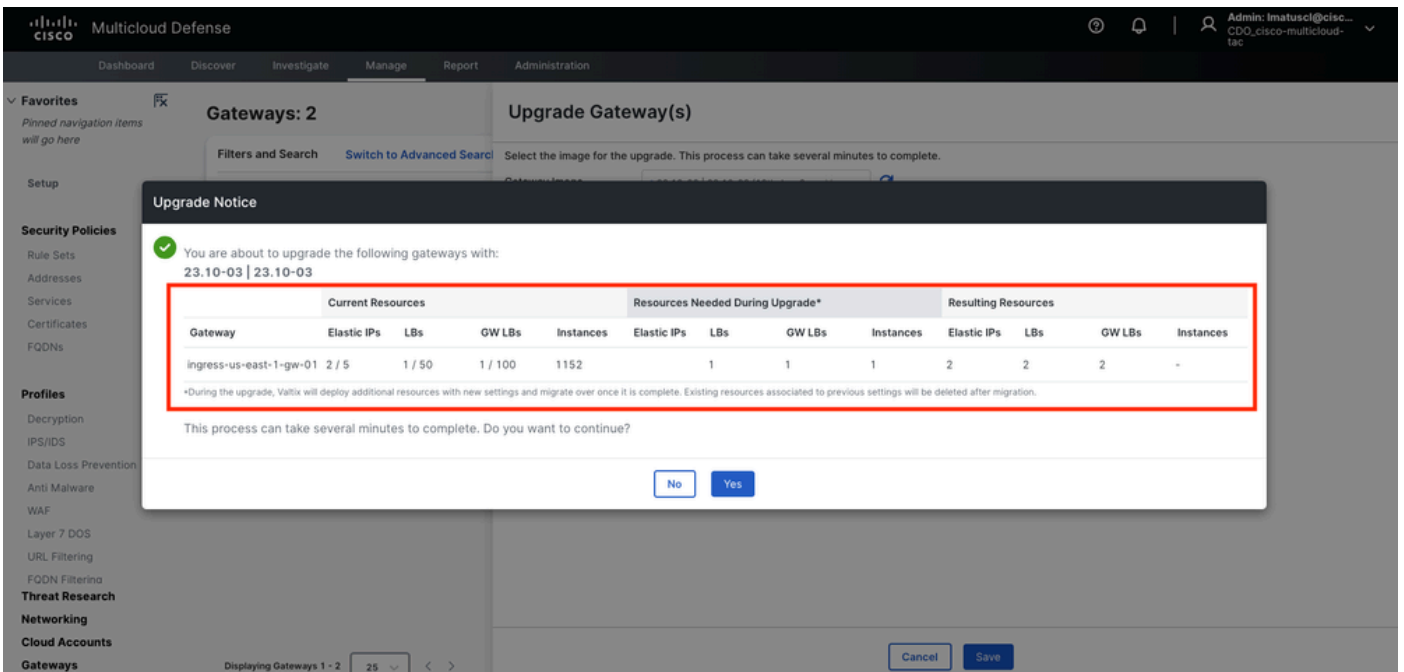 CISCO
Multicloud Defense
Admin: lmatuscl@cisc...
CDO_cisco-multicloud-
tac
Dashboard Discover Investigate Manage Report Administration
Favorites
Pinned navigation items
will go here
Setup
Security Policies
Rule Sets
Addresses
Services
Certificates
FQDNs
Profiles
Decryption
IPS/IDS
Data Loss Prevention
Anti Malware
WAF
Layer 7 DOS
URL Filtering
FQDN Filtering
Threat Research
Networking
Cloud Accounts
Gateways
Gateways: 2
Filters and Search Switch to Advanced Searc
Displaying Gateways 1 - 2 25
Upgrade Gateway(s)
Select the image for the upgrade. This process can take several minutes to complete.
Gateway Image
Upgrade Notice
You are about to upgrade the following gateways with:
23.10-03 | 23.10-03
Current Resources Resources Needed During Upgrade* Resulting Resources
Gateway Elastic IPs LBs GW LBs Instances Elastic IPs LBs GW LBs Instances Elastic IPs LBs GW LBs Instances
ingress-us-east-1-gw-01 2 / 5 1 / 50 1 / 100 1152 1 1 1 2 2 2 -
*During the upgrade, Valtix will deploy additional resources with new settings and migrate over once it is complete. Existing resources associated to previous settings will be deleted after migration.
This process can take several minutes to complete. Do you want to continue?
No Yes
Cancel Save